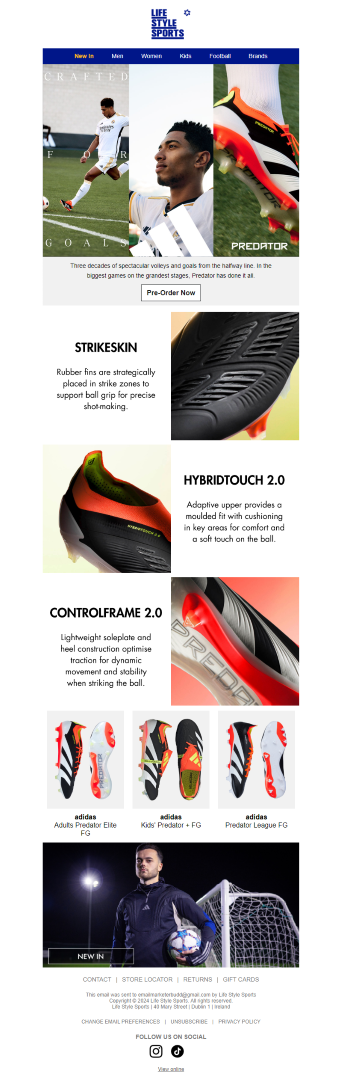 LIFE
STYLE
SPORTS
New In Men Women Kids Football Brands
CRAFTED
FOR
GOALS
PREDATOR
Three decades of spectacular volleys and goals from the halfway line. In the
biggest games on the grandest stages, Predator has done it all.
Pre-Order Now
STRIKESKIN
Rubber fins are strategically
placed in strike zones to
support ball grip for precise
shot-making.
HYBRIDTOUCH 2.0
Adaptive upper provides a
moulded fit with cushioning
in key areas for comfort and
a soft touch on the ball.
CONTROLFRAME 2.0
Lightweight soleplate and
heel construction optimise
traction for dynamic
movement and stability
when striking the ball.
PREDATOR
adidas
Adults Predator Elite
FG
adidas
Kids' Predator + FG
adidas
Predator League FG
NEW IN
CONTACT | STORE LOCATOR | RETURNS | GIFT CARDS
This email was sent to emailmarketerbudd@gmail.com by Life Style Sports
Copyright © 2024 Life Style Sports. All rights reserved.
Life Style Sports | 40 Mary Street | Dublin 1 | Ireland
CHANGE EMAIL PREFERENCES | UNSUBSCRIBE | PRIVACY POLICY
FOLLOW US ON SOCIAL
View online